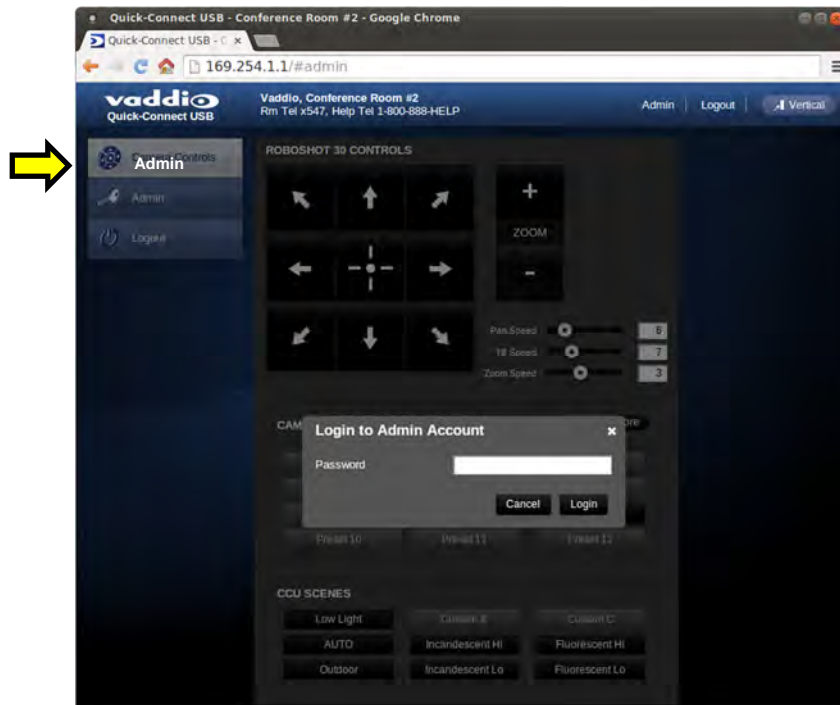 Quick-Connect USB - Conference Room #2 - Google Chrome
Quick-Connect USB - C
169.254.1.1/#admin
vaddio
Quick-Connect USB
Vaddio, Conference Room #2
Rm Tel x547, Help Tel 1-800-888-HELP
Admin
Logout
Vertical
Controls
Admin
Admin
Logout
ROBOSHOT 30 CONTROLS
+
ZOOM
-
Pan Speed 6
Tilt Speed 7
Zoom Speed 3
CAM
Login to Admin Account ×
Password
Cancel Login
Preset 10 Preset 11 Preset 12
CCU SCENES
Low Light Custom B Custom C
AUTO Incandescent Hi Fluorescent Hi
Outdoor Incandescent Lo Fluorescent Lo